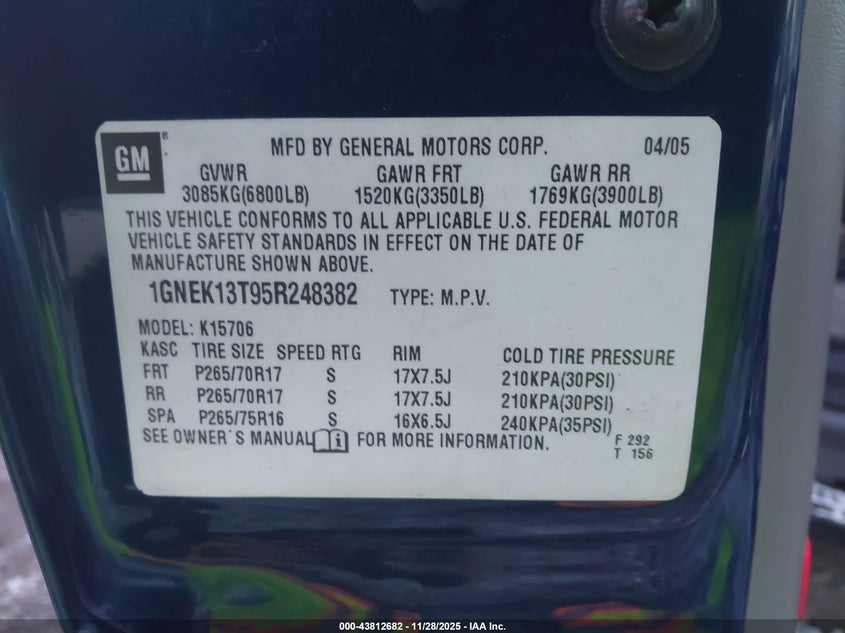 GM
MFD BY GENERAL MOTORS CORP. 04/05
GVWR GAWR FRT GAWR RR
3085KG(6800LB) 1520KG(3350LB) 1769KG(3900LB)
THIS VEHICLE CONFORMS TO ALL APPLICABLE U.S. FEDERAL MOTOR
VEHICLE SAFETY STANDARDS IN EFFECT ON THE DATE OF
MANUFACTURE SHOWN ABOVE.
1GNEK13T95R248382 TYPE: M.P.V.
MODEL: K15706
KASC TIRE SIZE SPEED RTG RIM COLD TIRE PRESSURE
FRT P265/70R17 S 17X7.5J 210KPA(30PSI)
RR P265/70R17 S 17X7.5J 210KPA(30PSI)
SPA P265/75R16 S 16X6.5J 240KPA(35PSI)
SEE OWNER'S MANUAL i FOR MORE INFORMATION.
F 292
T 156
000-43812682 - 11/28/2025 - IAA Inc.